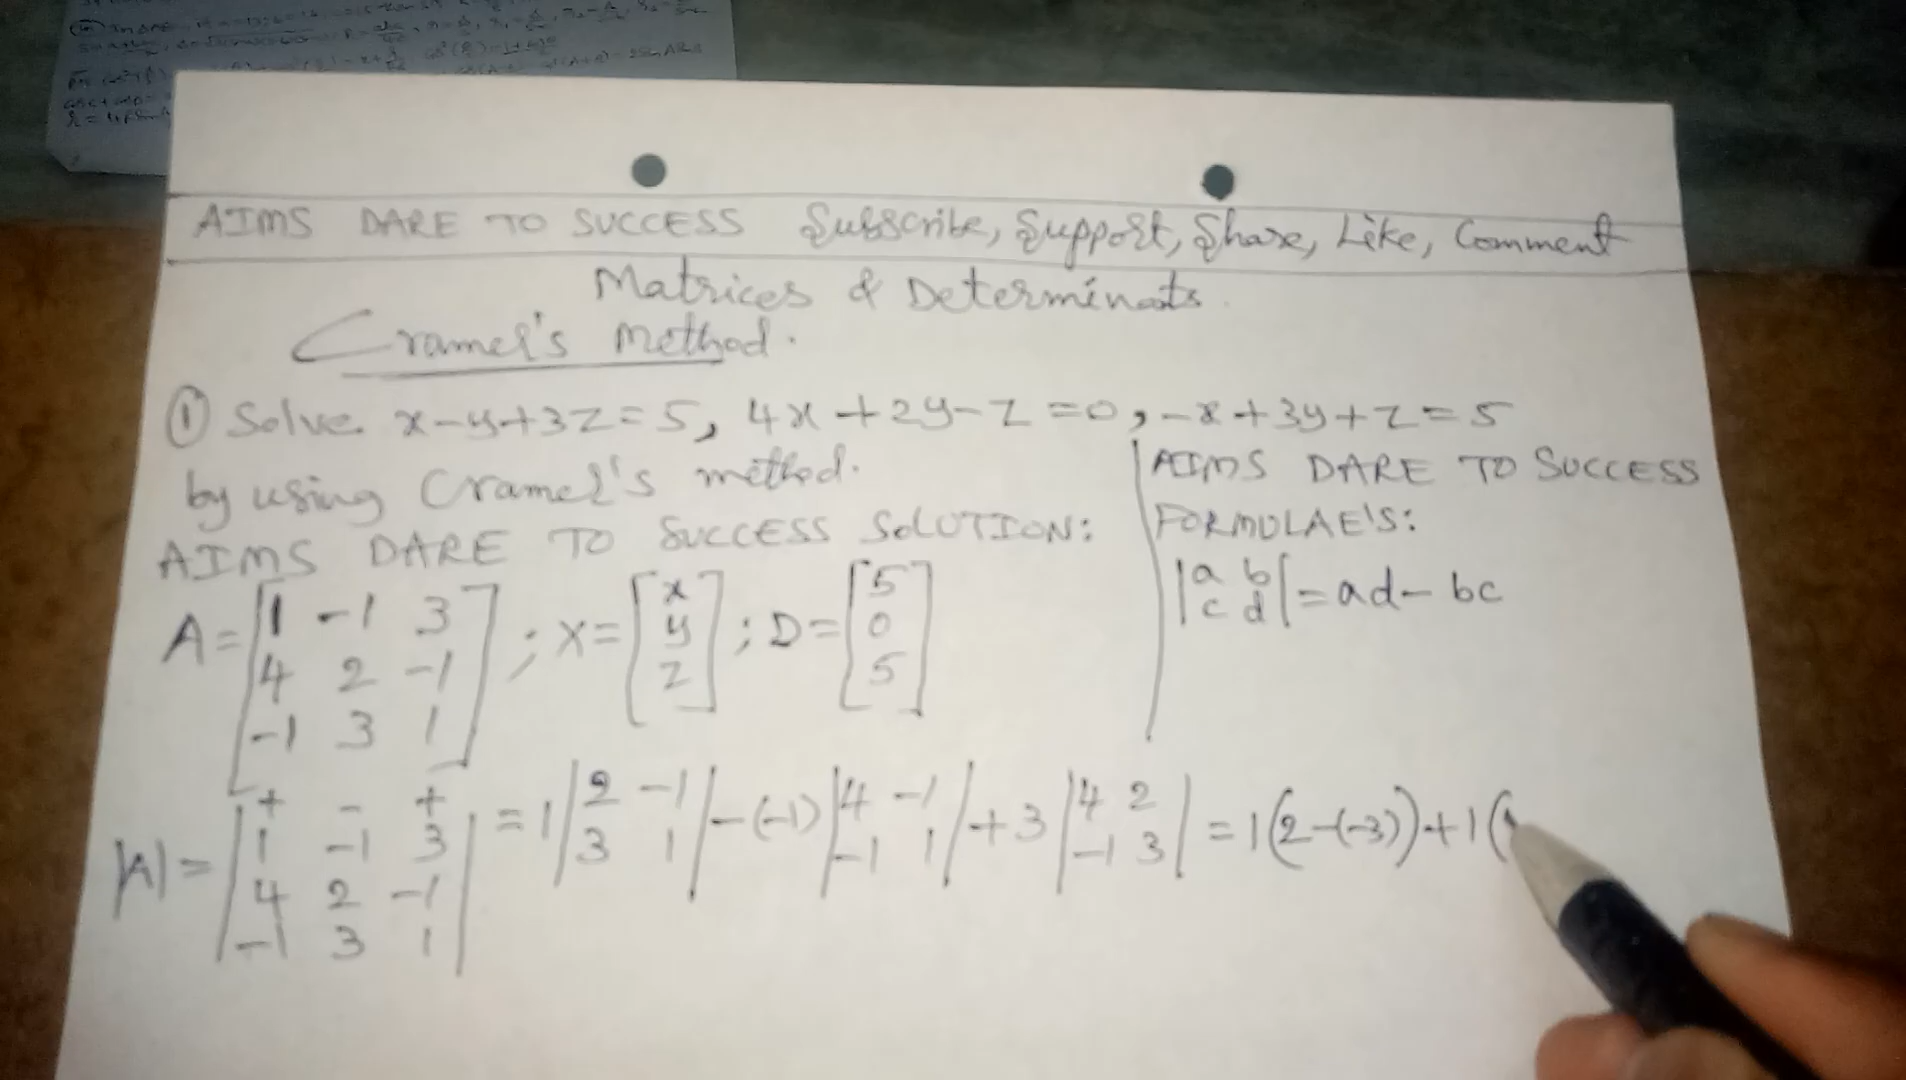 AIMS DARE TO SUCCESS Subscribe, Support, Share, Like, Comment
Matrices & Determinants
Cramer's Method.
① Solve x-y+3z=5, 4x+2y-z=0, -x+3y+z=5
by using Cramer's method.
AIMS DARE TO SUCCESS SOLUTION:
AIMS DARE TO SUCCESS
FORMULAE'S:
|a b|
|c d| = ad - bc
A = [1 -1 3; 4 2 -1; -1 3 1] ; X = [x; y; z] ; D = [5; 0; 5]
+ - +
|A| = |1 -1 3; 4 2 -1; -1 3 1| = 1|2 -1; 3 1| -(-1)|4 -1; -1 1| + 3|4 2; -1 3| = 1(2-(-3))+1(